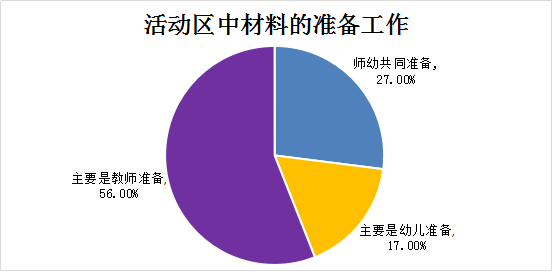 活动区中材料的准备工作
师幼共同准备,
27.00%
主要是教师准备,
56.00%
主要是幼儿准备,
17.00%